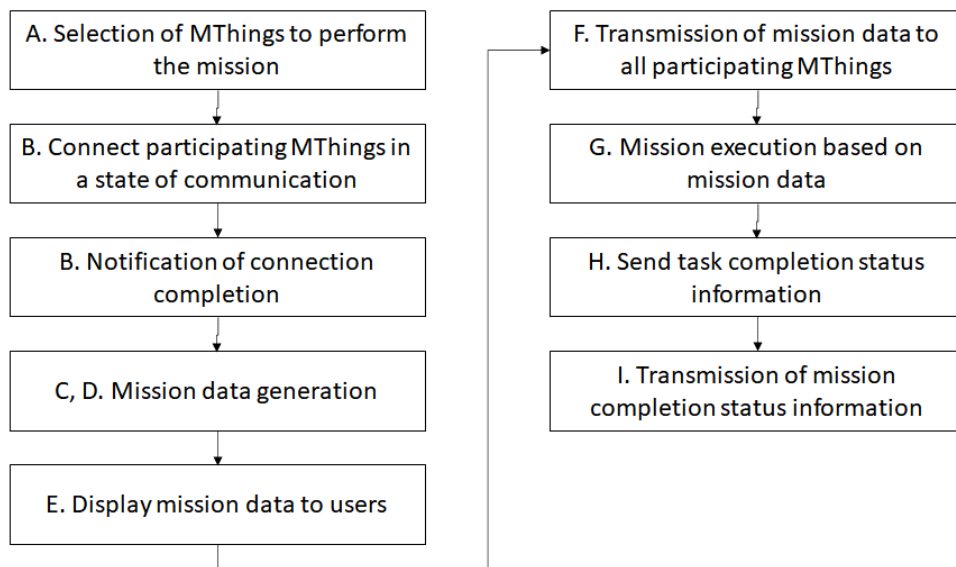 A. Selection of MThings to perform
the mission
B. Connect participating MThings in
a state of communication
B. Notification of connection
completion
C, D. Mission data generation
E. Display mission data to users
F. Transmission of mission data to
all participating MThings
G. Mission execution based on
mission data
H. Send task completion status
information
I. Transmission of mission
completion status information